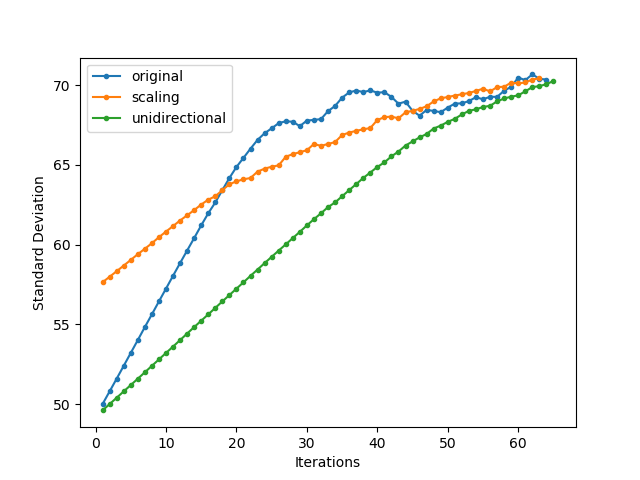 original
scaling
unidirectional
70
65
60
55
50
Standard Deviation
0 10 20 30 40 50 60
Iterations